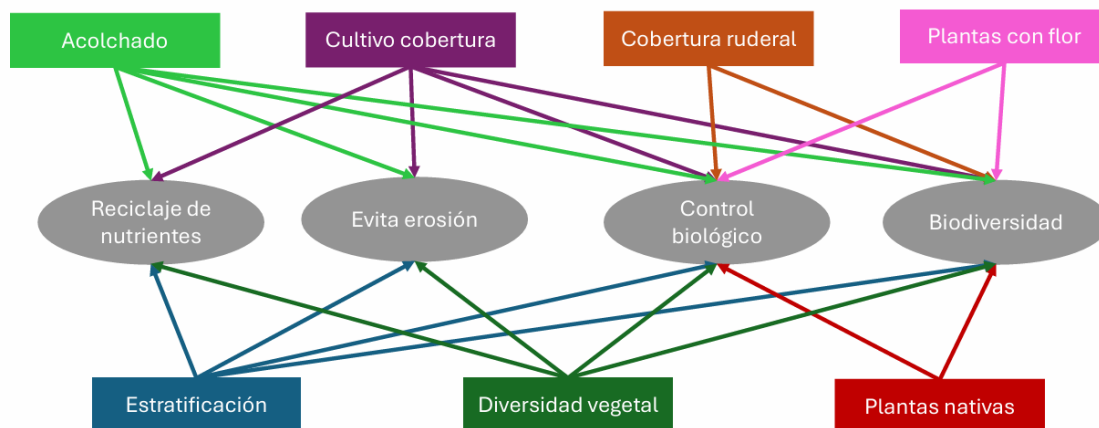 Acolchado
Cultivo cobertura
Cobertura ruderal
Plantas con flor
Reciclaje de
nutrientes
Evita erosión
Control
biológico
Biodiversidad
Estratificación
Diversidad vegetal
Plantas nativas